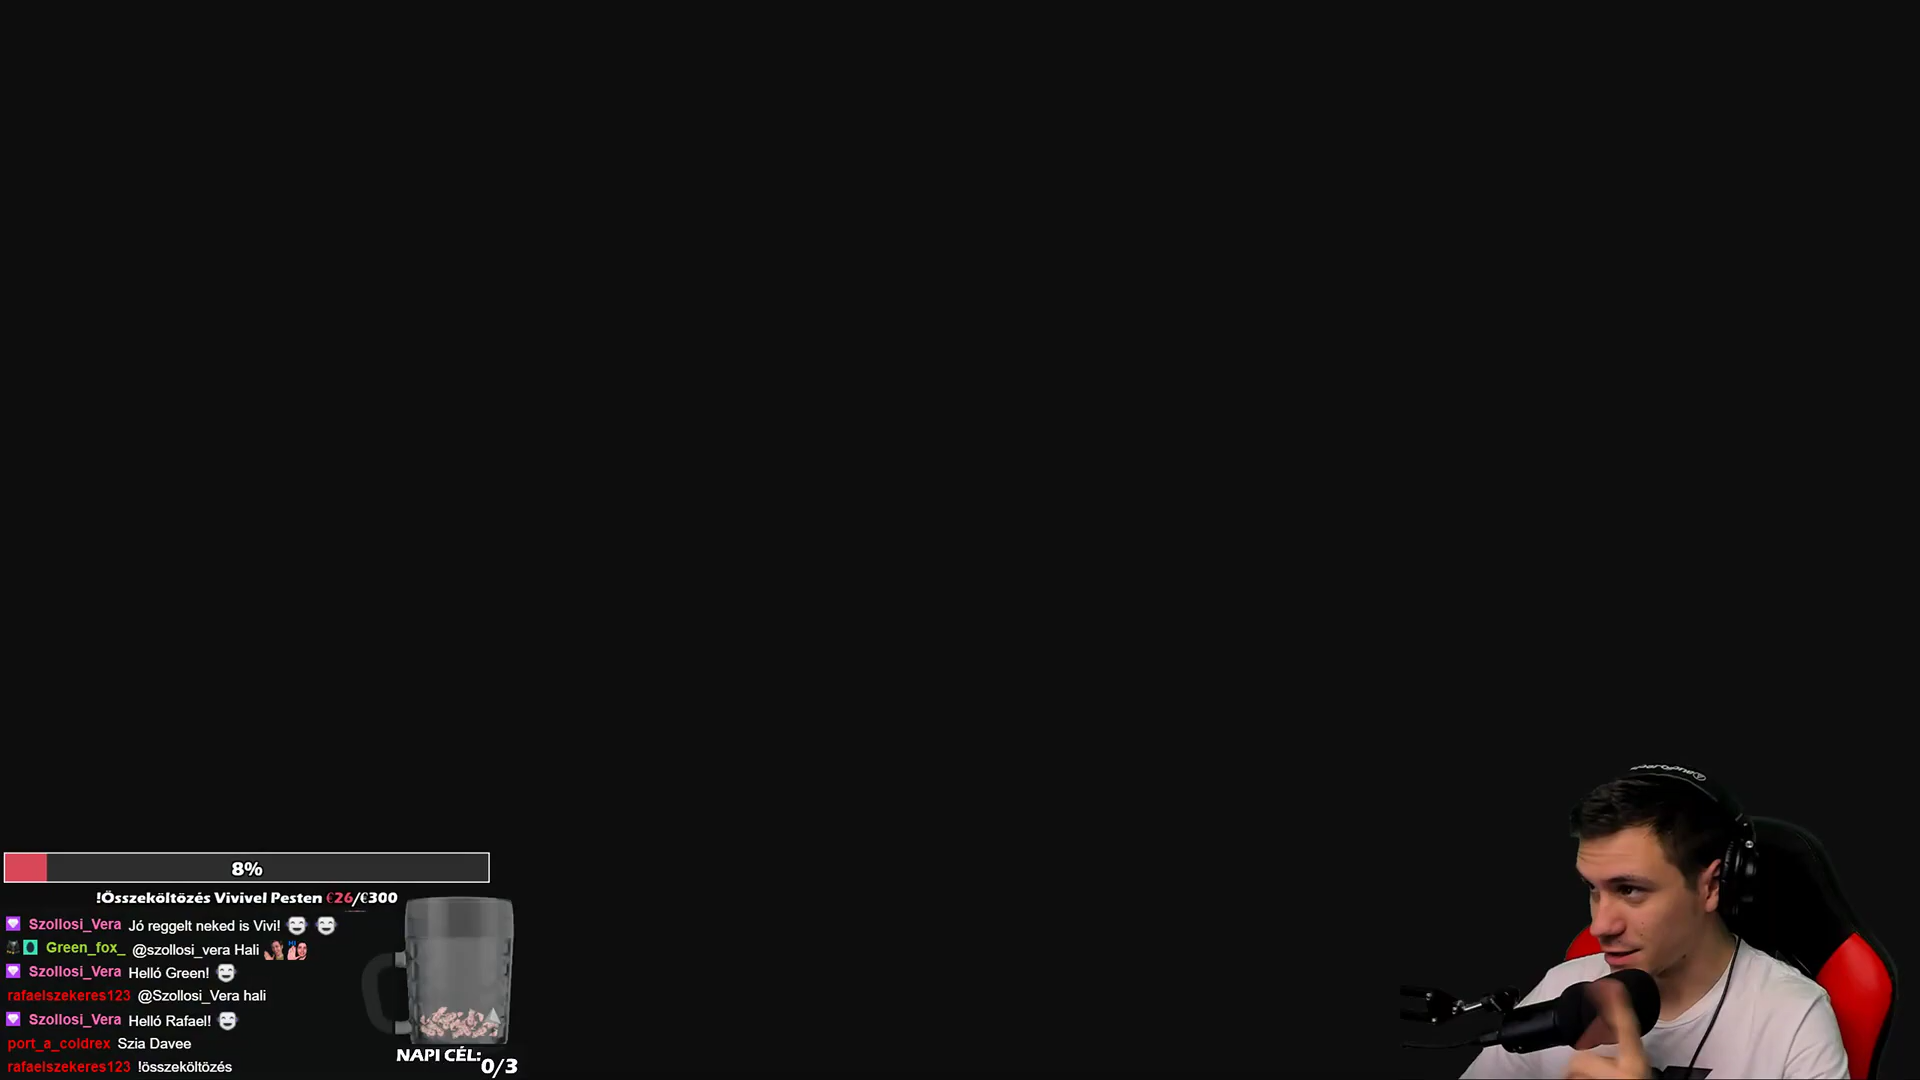 8%
!Összeköltözés Vivivel Pesten €26/€300
Szollosi_Vera Jó reggelt neked is Vivi!
Green_fox_ @szollosi_vera Hali
Szollosi_Vera Helló Green!
rafaelszekeres123 @Szollosi_Vera hali
Szollosi_Vera Helló Rafael!
port_a_coldrex Szia Davee
rafaelszekeres123 !összeköltözés
NAPI CÉL:
0/3